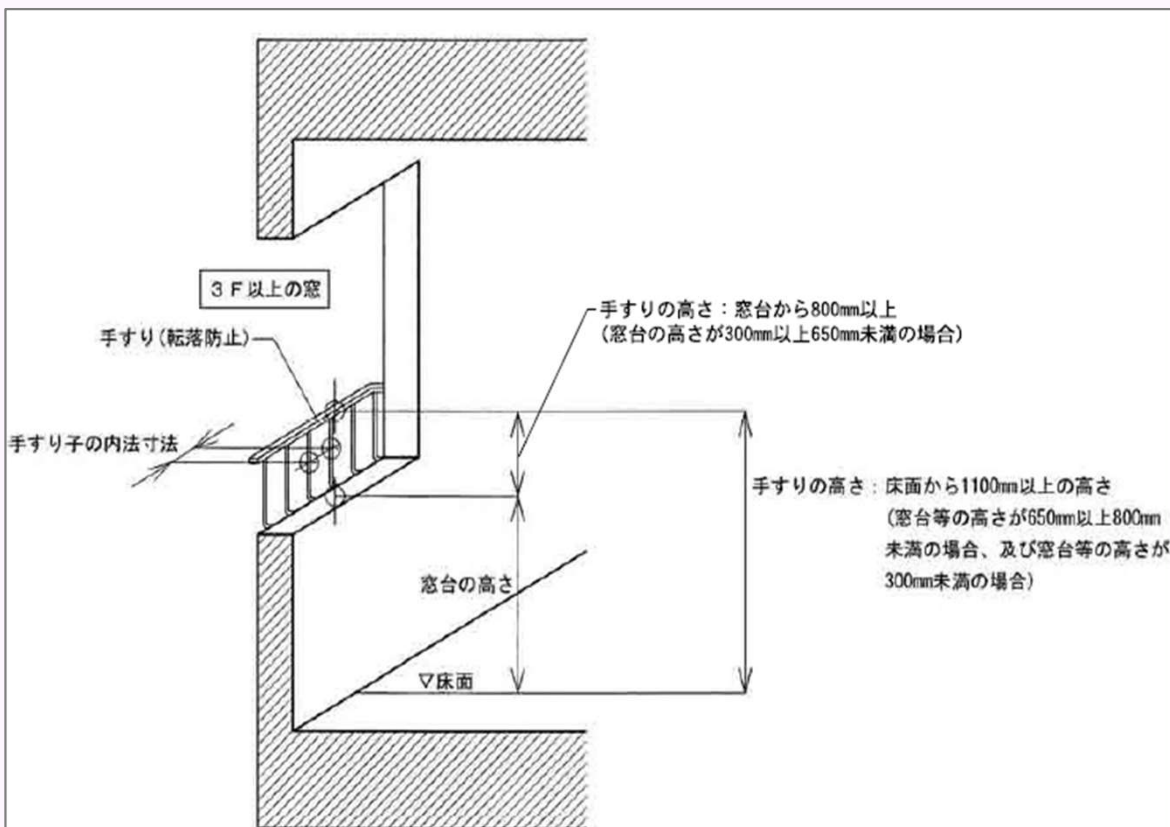 3F以上の窓
手すりの高さ：窓台から800mm以上
(窓台の高さが300mm以上650mm未満の場合)
手すり(転落防止)
手すり子の内法寸法
手すりの高さ：床面から1100mm以上の高さ
(窓台等の高さが650mm以上800mm
未満の場合、及び窓台等の高さが
300mm未満の場合)
窓台の高さ
▽床面